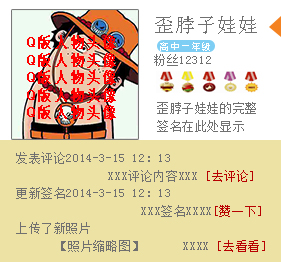 Q版人物头像
Q版人物头像
Q版人物头像
Q版人物头像
Q版人物头像
歪脖子娃娃
高中一年级
粉丝12312
歪脖子娃娃的完整
签名在此处显示
发表评论2014-3-15 12：13
XXX评论内容XXX [去评论]
更新签名2014-3-15 12：13
XXX签名XXXX[赞一下]
上传了新照片
【照片缩略图】 XXXX [去看看]